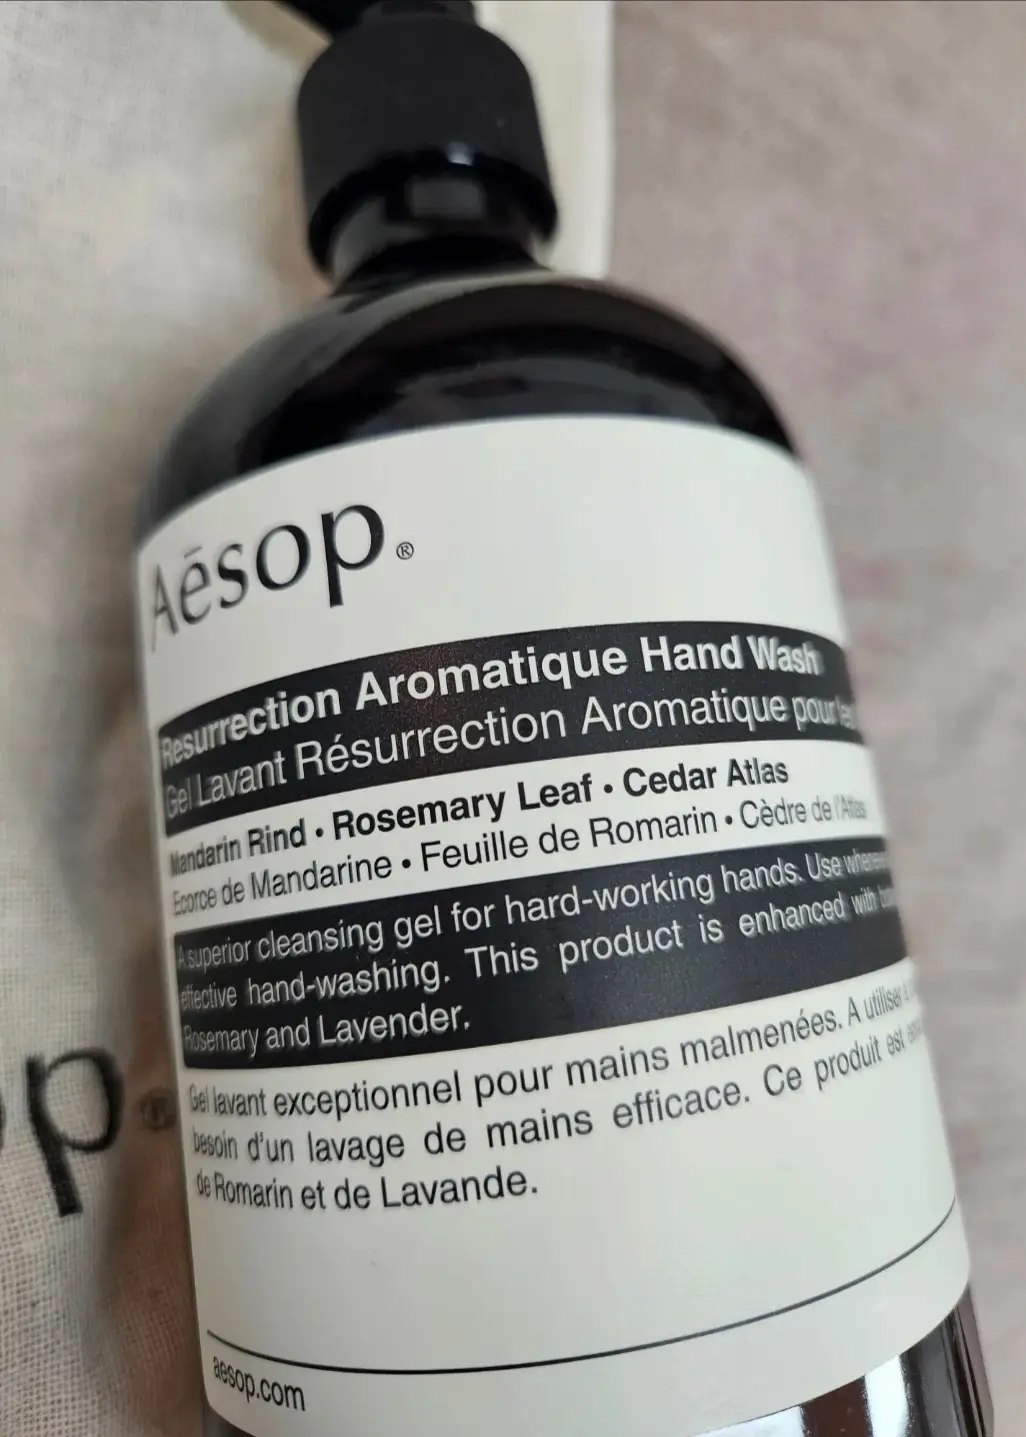 Aēsop®
Resurrection Aromatique Hand Wash
Gel Lavant Résurrection Aromatique pour
Mandarin Rind • Rosemary Leaf • Cedar Atlas
Ecorce de Mandarine • Feuille de Romarin • Cèdre de l'Atlas
A superior cleansing gel for hard-working hands. Use
effective hand-washing. This product is enhanced with
Rosemary and Lavender.
Gel lavant exceptionnel pour mains malmenées. A utiliser
besoin d'un lavage de mains efficace. Ce produit est
de Romarin et de Lavande.
aesop.com
p®